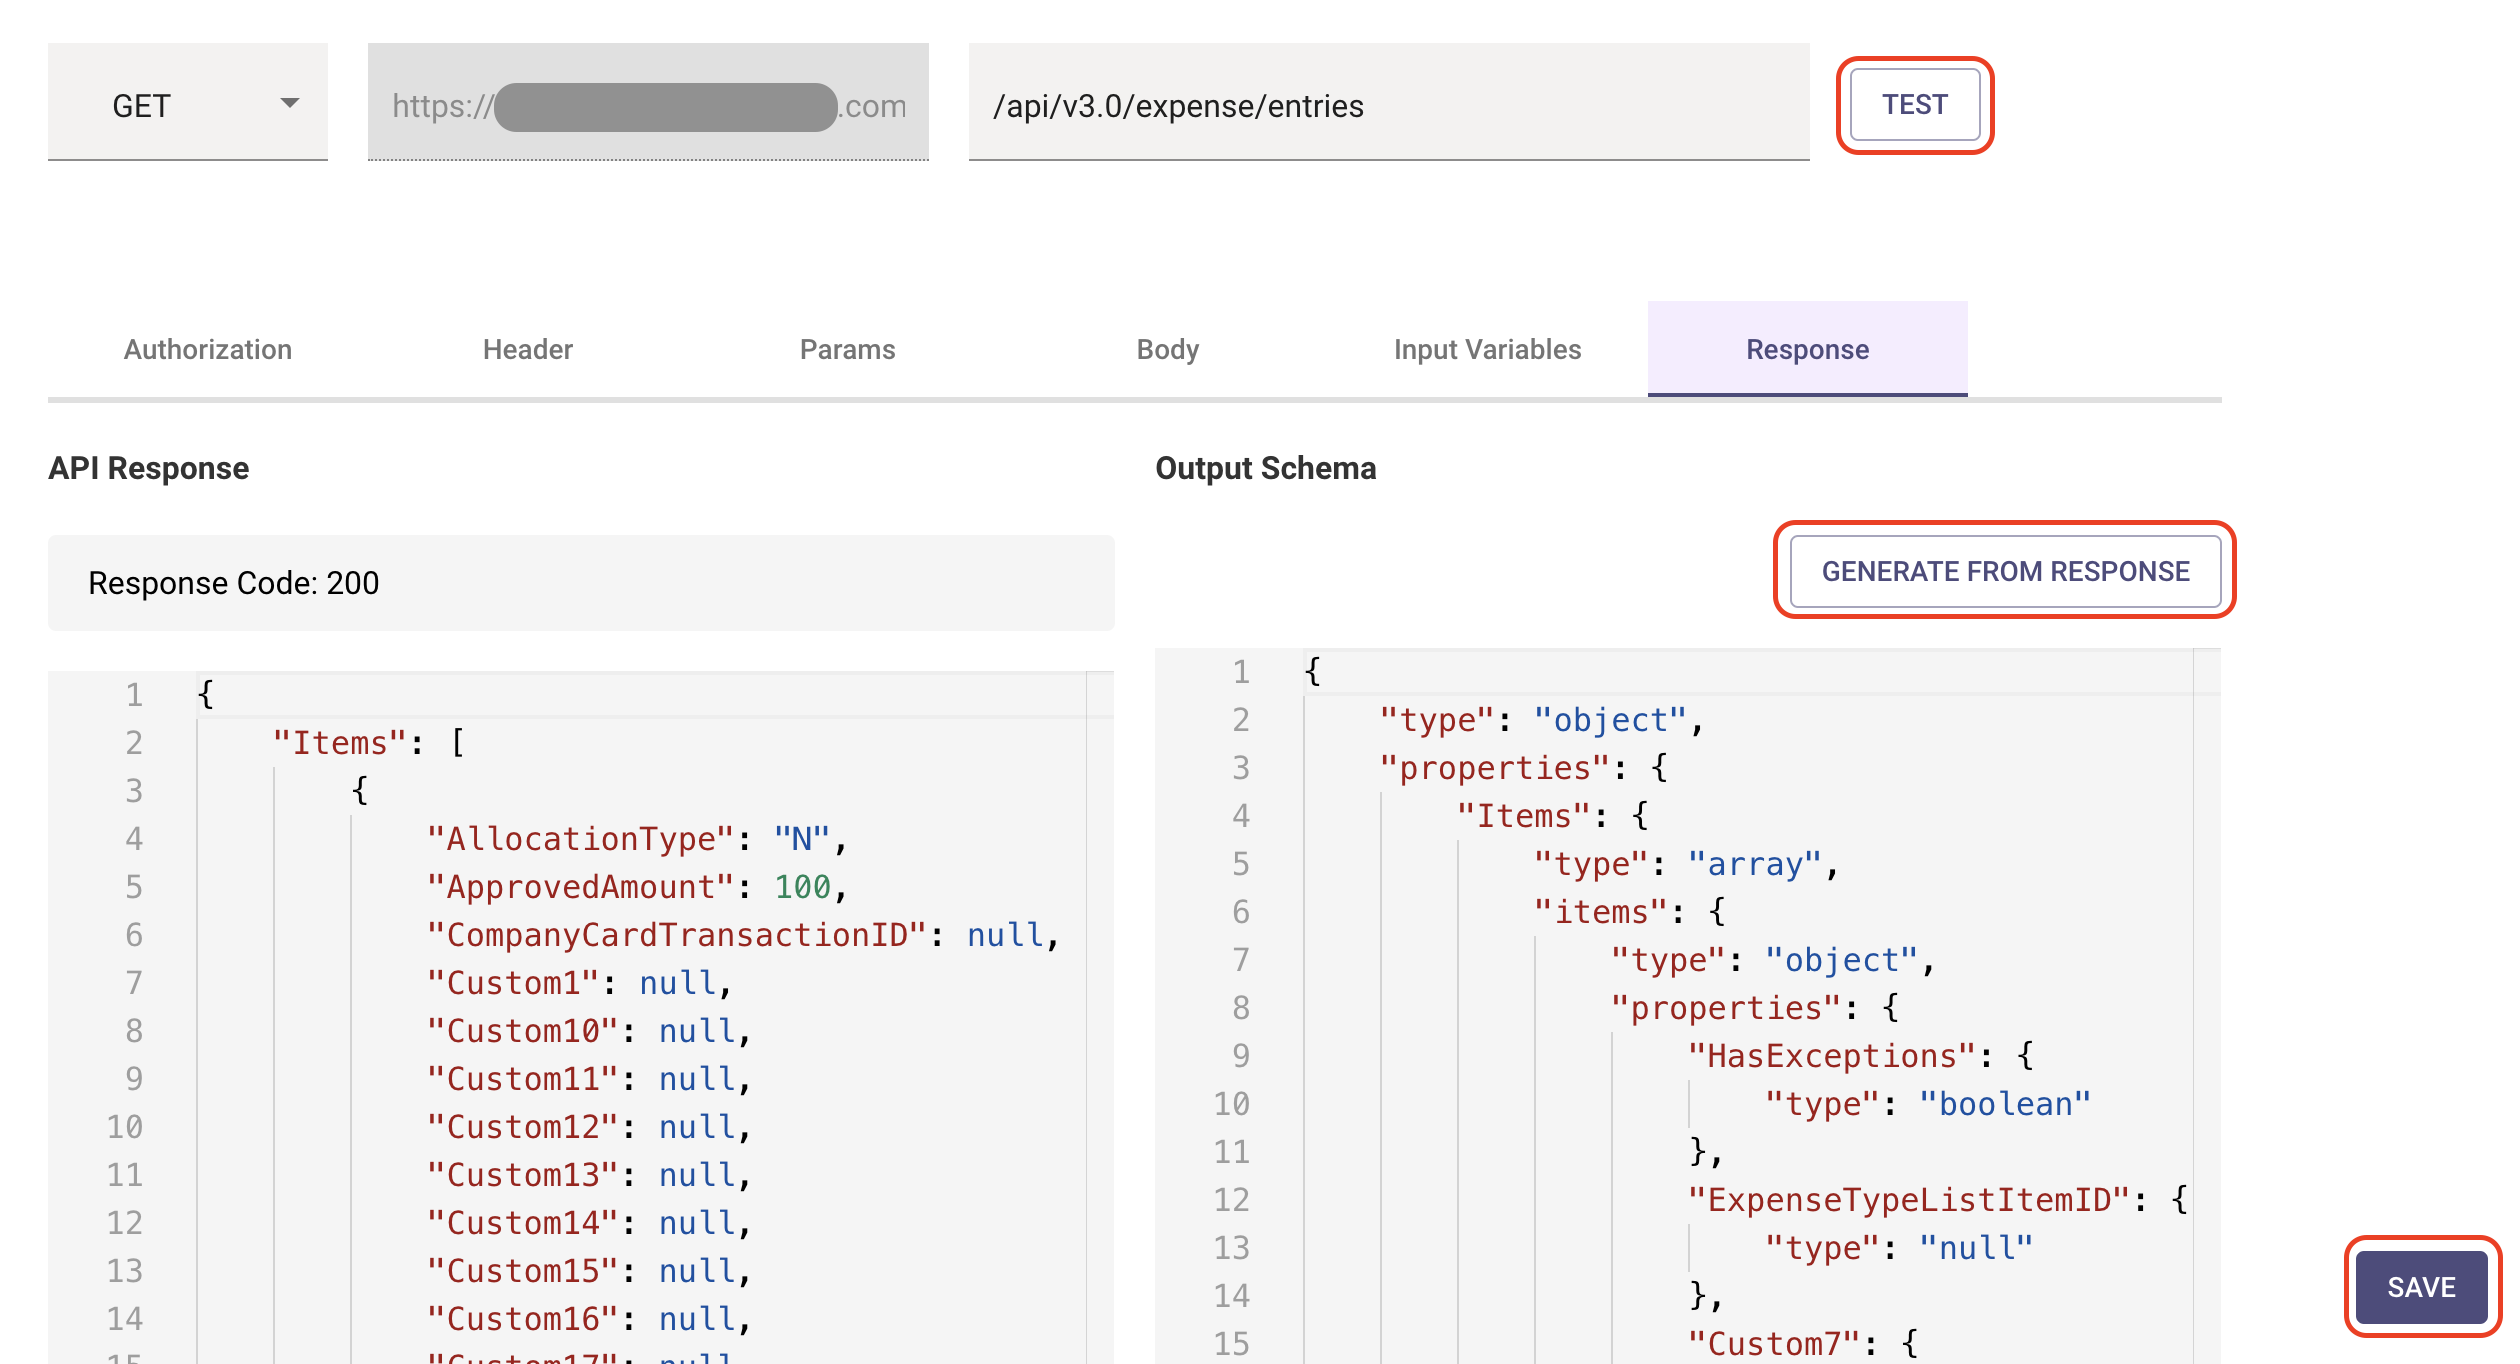 GET
https://
.com
/api/v3.0/expense/entries
TEST
Authorization
Header
Params
Body
Input Variables
Response
API Response
Output Schema
Response Code: 200
GENERATE FROM RESPONSE
1 {
2 "Items": [
3 {
4 "AllocationType": "N",
5 "ApprovedAmount": 100,
6 "CompanyCardTransactionID": null,
7 "Custom1": null,
8 "Custom10": null,
9 "Custom11": null,
10 "Custom12": null,
11 "Custom13": null,
12 "Custom14": null,
13 "Custom15": null,
14 "Custom16": null,
15 "Custom17": null
1 {
2 "type": "object",
3 "properties": {
4 "Items": {
5 "type": "array",
6 "items": {
7 "type": "object",
8 "properties": {
9 "HasExceptions": {
10 "type": "boolean"
11 },
12 "ExpenseTypeListItemID": {
13 "type": "null"
14 },
15 "Custom7": {
SAVE